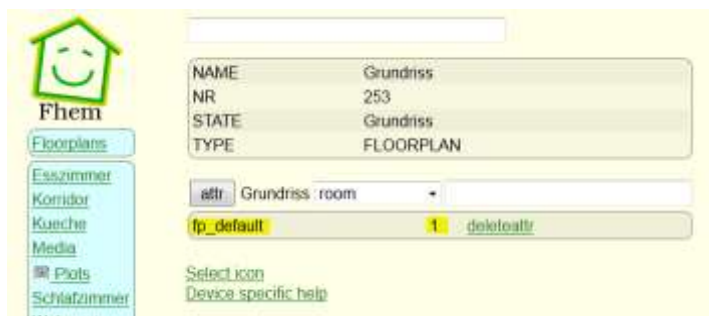 Fhem
Floorplans
Esszimmer
Korridor
Kueche
Media
Plots
Schlafzimmer
NAME Grundriss
NR 253
STATE Grundriss
TYPE FLOORPLAN
attr Grundriss room
fp_default 1 deleteattr
Select icon
Device specific help